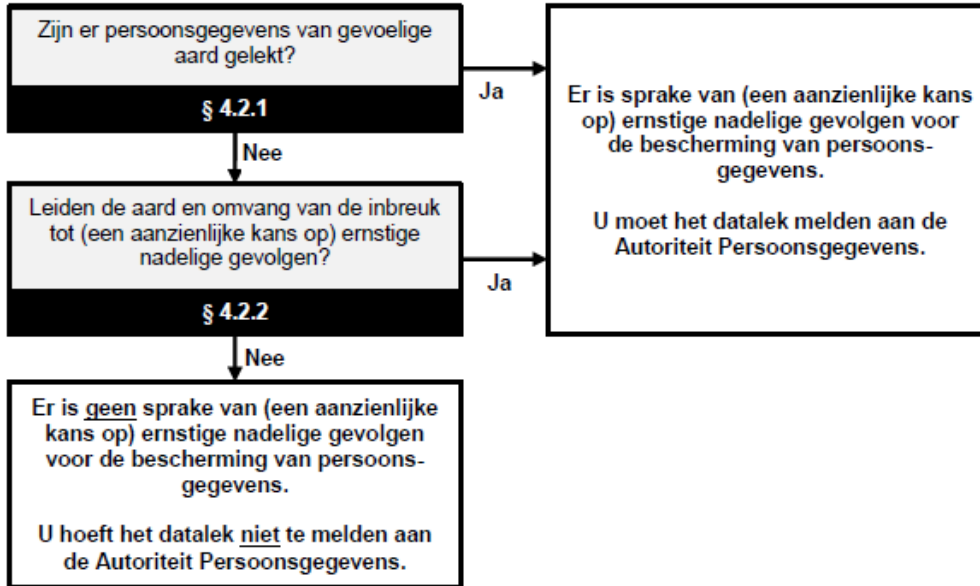 Zijn er persoonsgegevens van gevoelige
aard gelekt?
§ 4.2.1
Ja
Nee
Er is sprake van (een aanzienlijke kans
op) ernstige nadelige gevolgen voor
de bescherming van persoons-
gegevens.
U moet het datalek melden aan de
Autoriteit Persoonsgegevens.
Leiden de aard en omvang van de inbreuk
tot (een aanzienlijke kans op) ernstige
nadelige gevolgen?
§ 4.2.2
Ja
Nee
Er is geen sprake van (een aanzienlijke
kans op) ernstige nadelige gevolgen
voor de bescherming van persoons-
gegevens.
U hoeft het datalek niet te melden aan
de Autoriteit Persoonsgegevens.